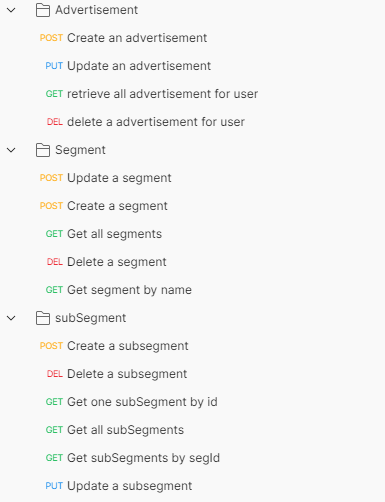 Advertisement
POST Create an advertisement
PUT Update an advertisement
GET retrieve all advertisement for user
DEL delete a advertisement for user
Segment
POST Update a segment
POST Create a segment
GET Get all segments
DEL Delete a segment
GET Get segment by name
subSegment
POST Create a subsegment
DEL Delete a subsegment
GET Get one subSegment by id
GET Get all subSegments
GET Get subSegments by segId
PUT Update a subsegment